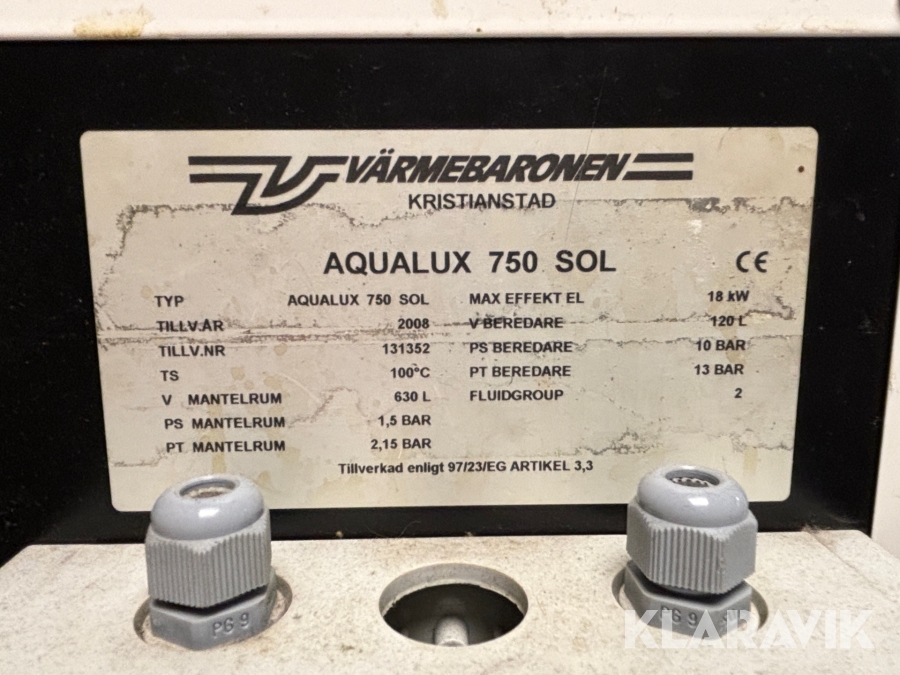 VÄRMEBARONEN
KRISTIANSTAD
AQUALUX 750 SOL CE
TYP AQUALUX 750 SOL
TILLV.ÅR 2008
TILLV.NR 131352
TS 100°C
V MANTELRUM 630 L
PS MANTELRUM 1,5 BAR
PT MANTELRUM 2,15 BAR
MAX EFFEKT EL 18 kW
V BEREDARE 120 L
PS BEREDARE 10 BAR
PT BEREDARE 13 BAR
FLUIDGROUP 2
Tillverkad enligt 97/23/EG ARTIKEL 3,3
PG 9
PG 9
KLARAVIK